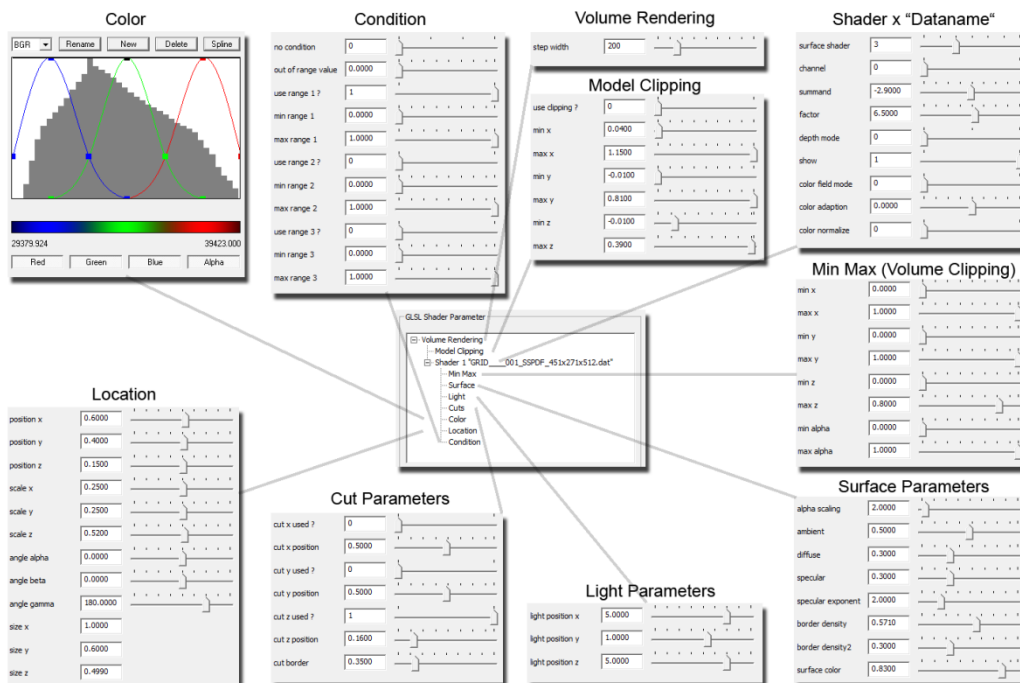 Color
BGR Rename New Delete Spline
29379.924 39423.000
Red Green Blue Alpha
Condition
no condition 0
out of range value 0.0000
use range 1 ? 1
min range 1 0.0000
max range 1 1.0000
use range 2 ? 0
min range 2 0.0000
max range 2 1.0000
use range 3 ? 0
min range 3 0.0000
max range 3 1.0000
Volume Rendering
step width 200
Model Clipping
use clipping ? 0
min x 0.0400
max x 1.1500
min y -0.0100
max y 0.8100
min z -0.0100
max z 0.3900
Shader x “Dataname“
surface shader 3
channel 0
summand -2.9000
factor 6.5000
depth mode 0
show 1
color field mode 0
color adaption 0.0000
color normalize 0
Min Max (Volume Clipping)
min x 0.0000
max x 1.0000
min y 0.0000
max y 1.0000
min z 0.0000
max z 0.8000
min alpha 0.0000
max alpha 1.0000
GLSL Shader Parameter
Volume Rendering
Model Clipping
Shader 1 "GRID___001_SSPDF_451x271x512.dat"
Min Max
Surface
Light
Cuts
Color
Location
Condition
Location
position x 0.6000
position y 0.4000
position z 0.1500
scale x 0.2500
scale y 0.2500
scale z 0.5200
angle alpha 0.0000
angle beta 0.0000
angle gamma 180.0000
size x 1.0000
size y 0.6000
size z 0.4990
Cut Parameters
cut x used ? 0
cut x position 0.5000
cut y used ? 0
cut y position 0.5000
cut z used ? 1
cut z position 0.1600
cut border 0.3500
Light Parameters
light position x 5.0000
light position y 1.0000
light position z 5.0000
Surface Parameters
alpha scaling 2.0000
ambient 0.5000
diffuse 0.3000
specular 0.3000
specular exponent 2.0000
border density 0.5710
border density2 0.3000
surface color 0.8300